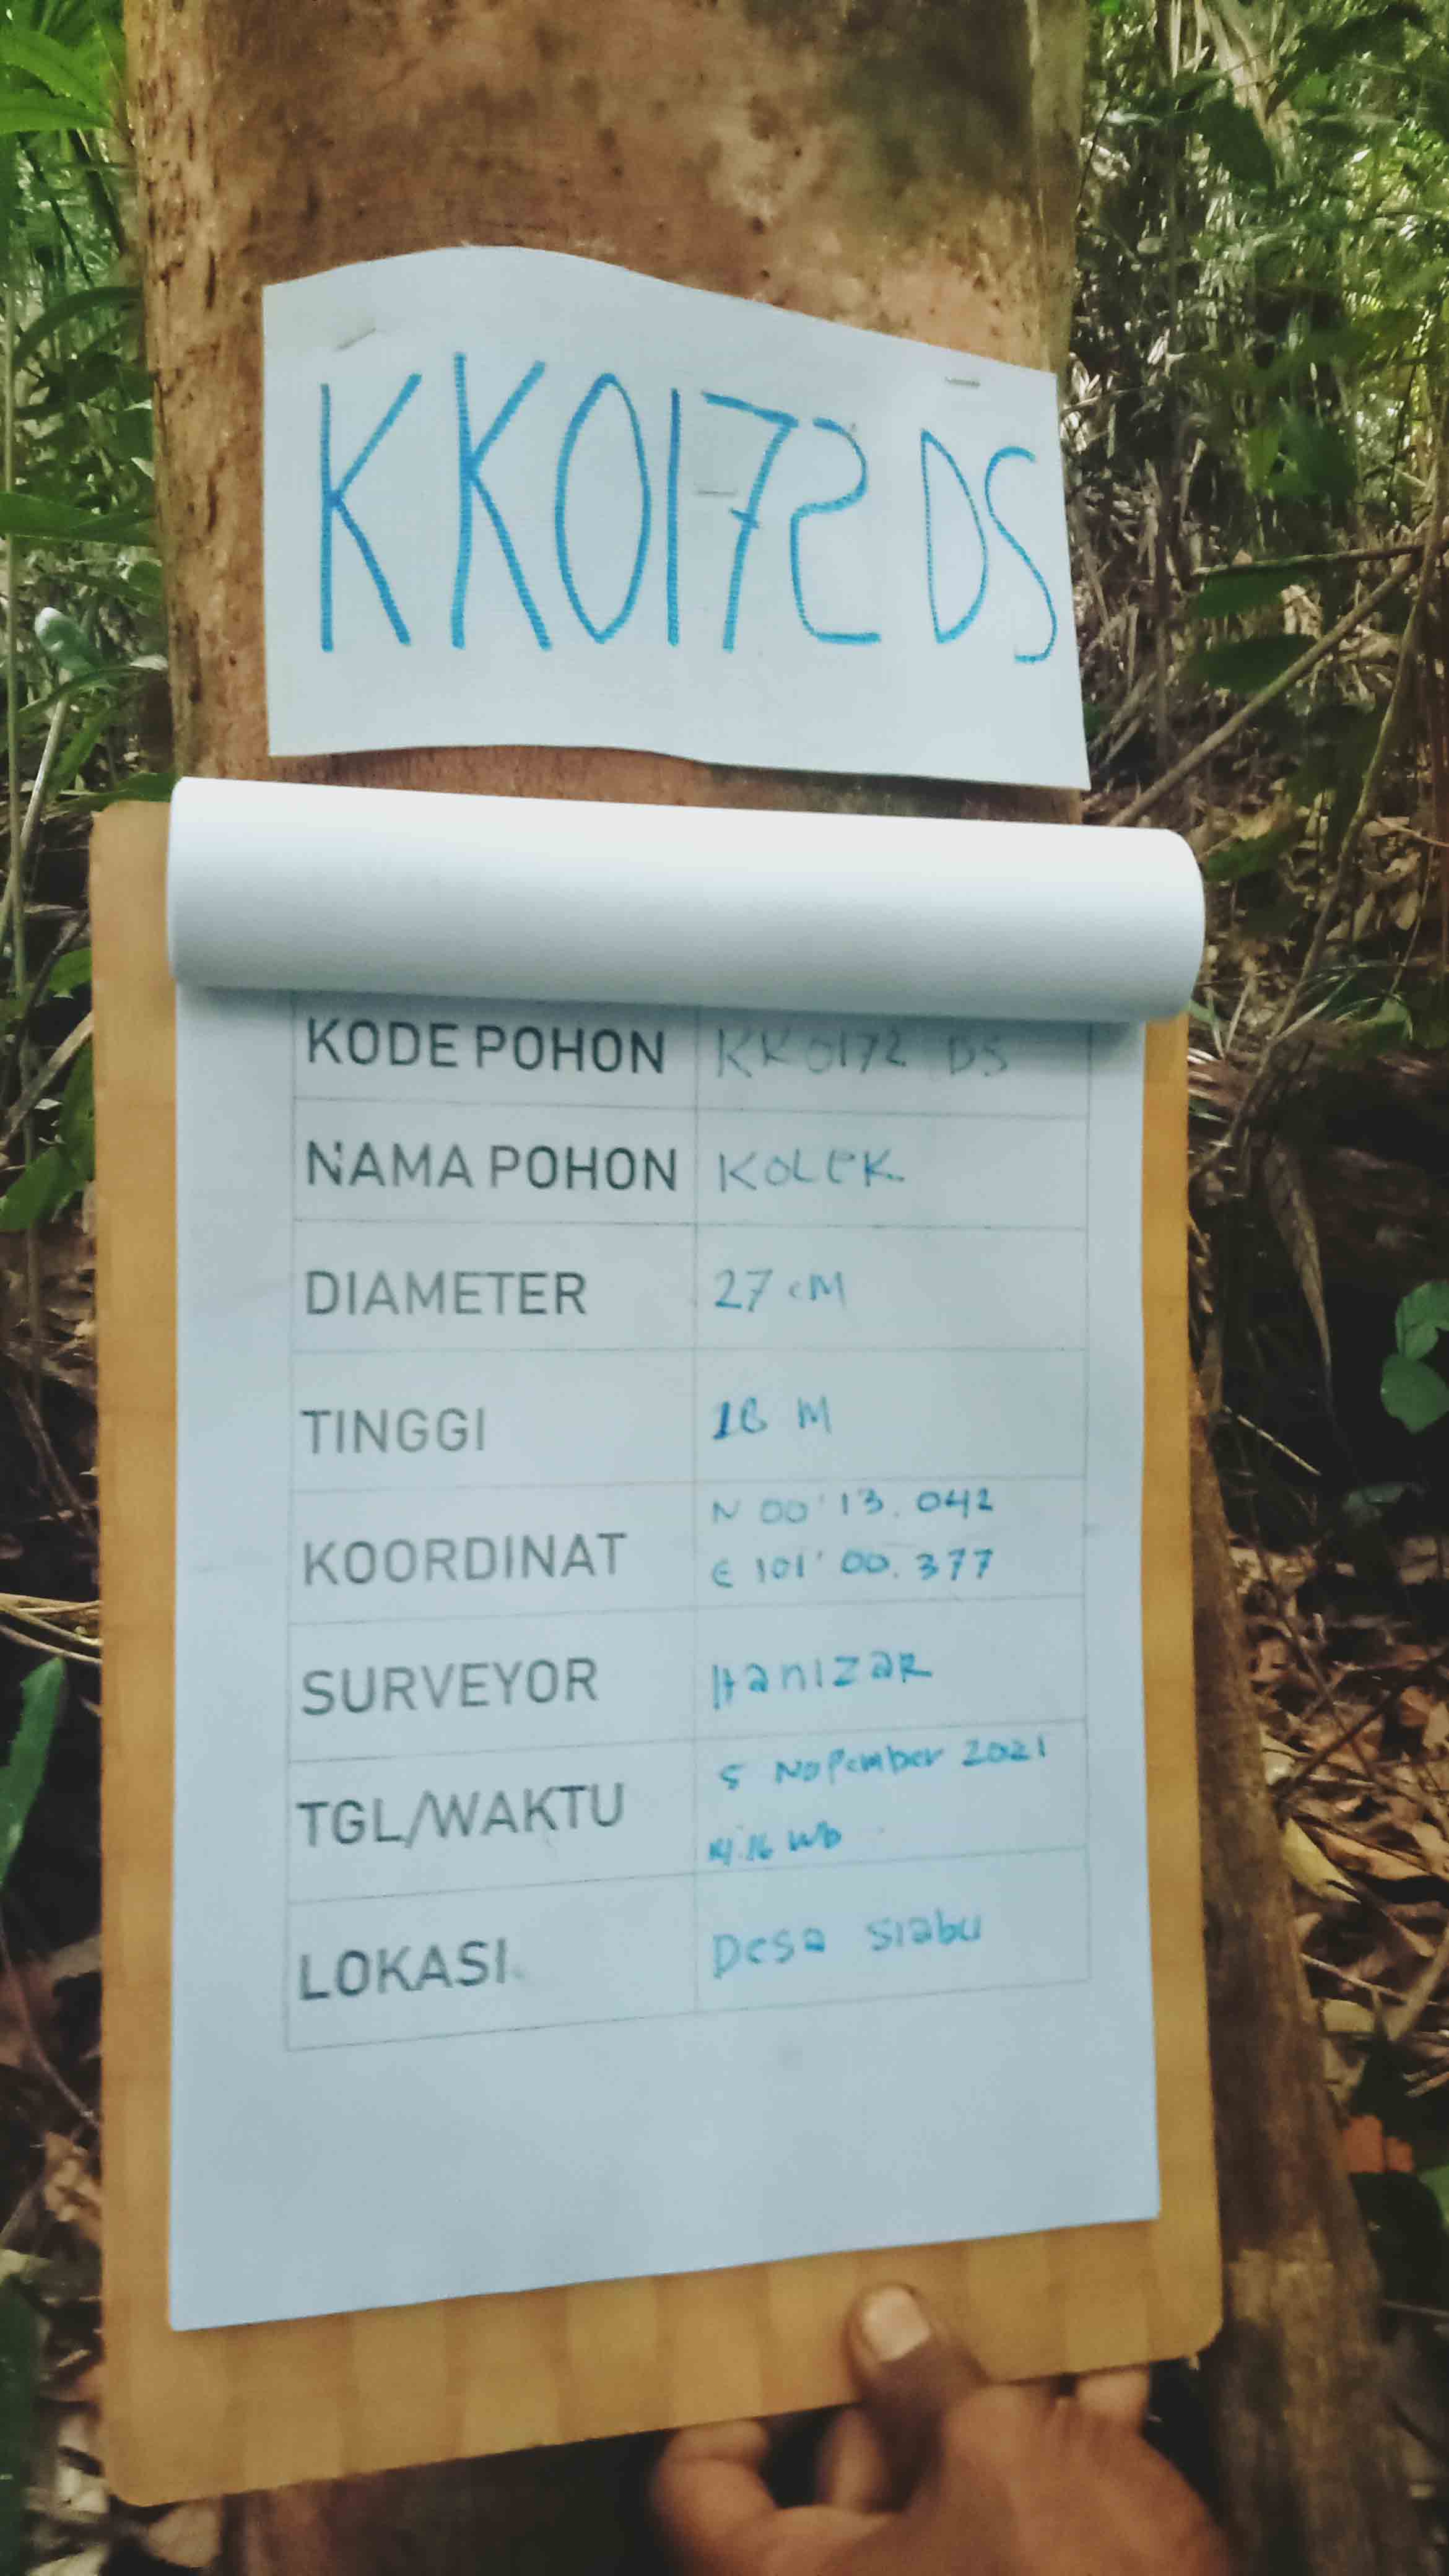 KK0172 DS
KODE POHON KK0172 DS
NAMA POHON KOLEK
DIAMETER 27 cM
TINGGI 18 M
KOORDINAT N 00' 13. 042
E 101' 00. 377
SURVEYOR Hanizar
TGL/WAKTU 5 Nopember 2021
14.16 Wb
LOKASI Desa Siabu